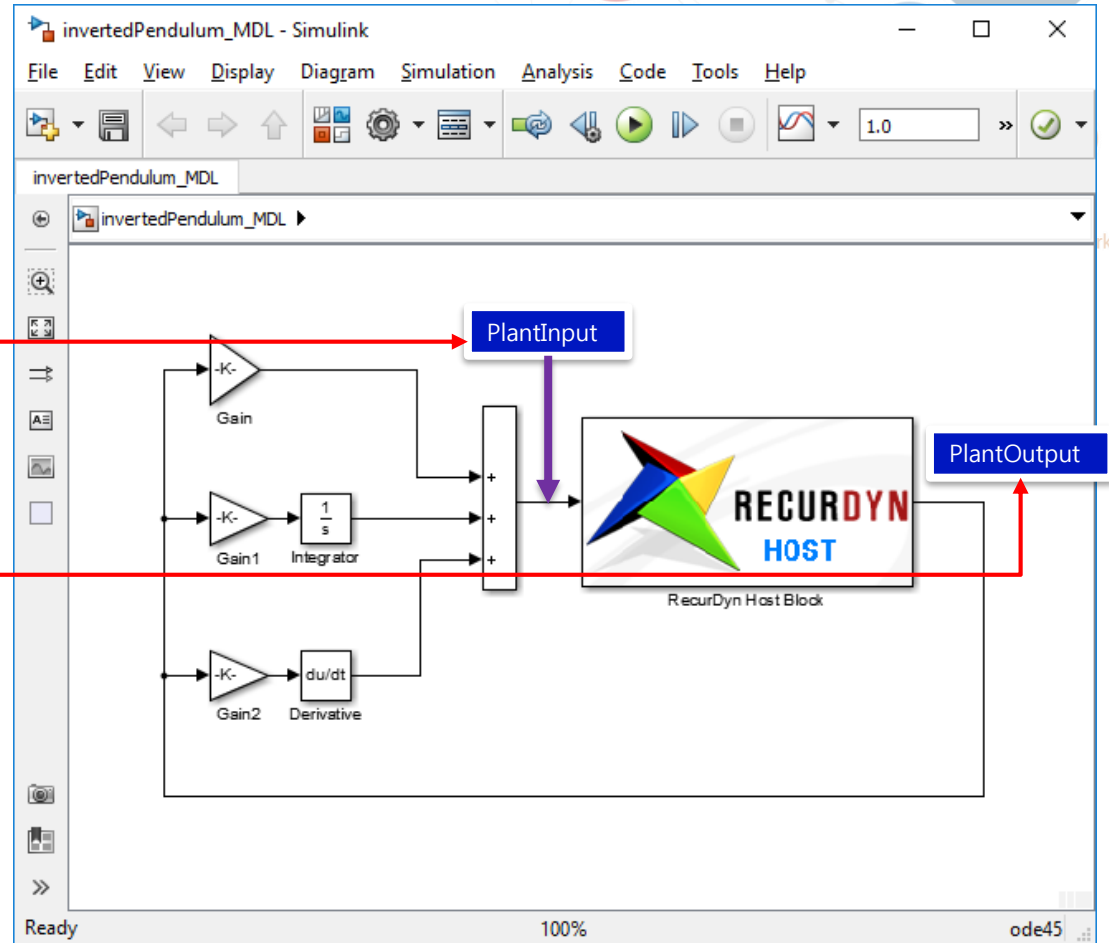 invertedPendulum_MDL - Simulink
File Edit View Display Diagram Simulation Analysis Code Tools Help
1.0 »
invertedPendulum_MDL
invertedPendulum_MDL
PlantInput
-K-
Gain
PlantOutput
+
-K-
1
s
+
RECURDYN
HOST
Gain1 Integrator
+
RecurDyn Host Block
-K-
du/dt
Gain2 Derivative
»
Ready 100% ode45